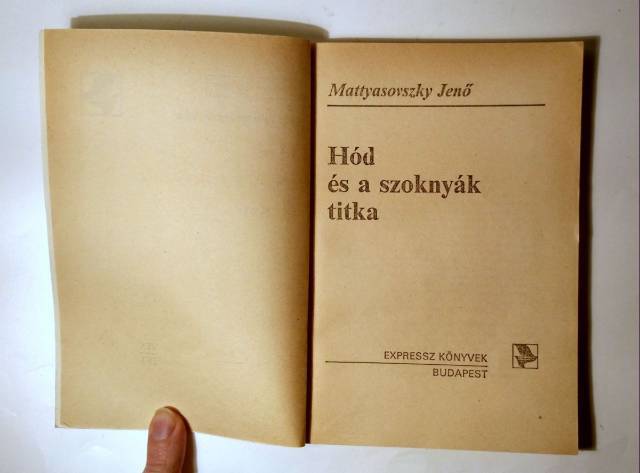 Mattyasovszky Jenő
Hód
és a szoknyák
titka
EXPRESSZ KÖNYVEK
BUDAPEST